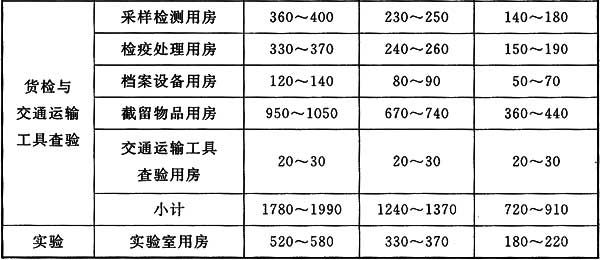 货检与
交通运输
工具查验
采样检测用房 360～400 230～250 140～180
检疫处理用房 330～370 240～260 150～190
档案设备用房 120～140 80～90 50～70
截留物品用房 950～1050 670～740 360～440
交通运输工具
查验用房 20～30 20～30 20～30
小计 1780～1990 1240～1370 720～910
实验 实验室用房 520～580 330～370 180～220